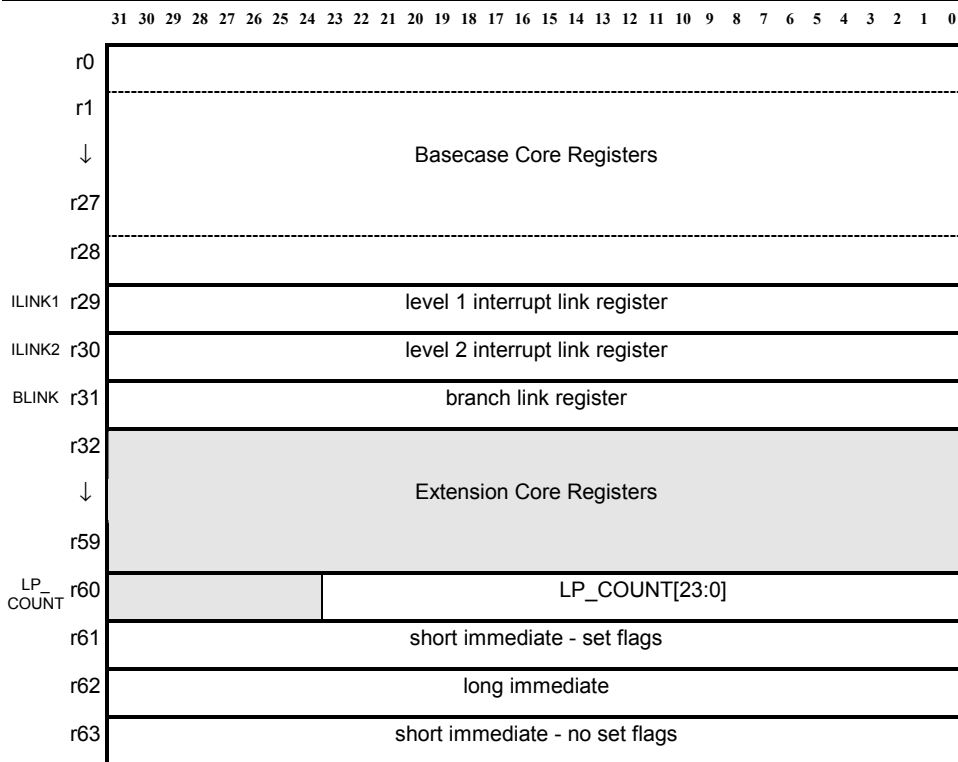 31 30 29 28 27 26 25 24 23 22 21 20 19 18 17 16 15 14 13 12 11 10 9 8 7 6 5 4 3 2 1 0
r0
r1
↓ Basecase Core Registers
r27
r28
ILINK1 r29 level 1 interrupt link register
ILINK2 r30 level 2 interrupt link register
BLINK r31 branch link register
r32
↓ Extension Core Registers
r59
LP_
COUNT r60 LP_COUNT[23:0]
r61 short immediate - set flags
r62 long immediate
r63 short immediate - no set flags